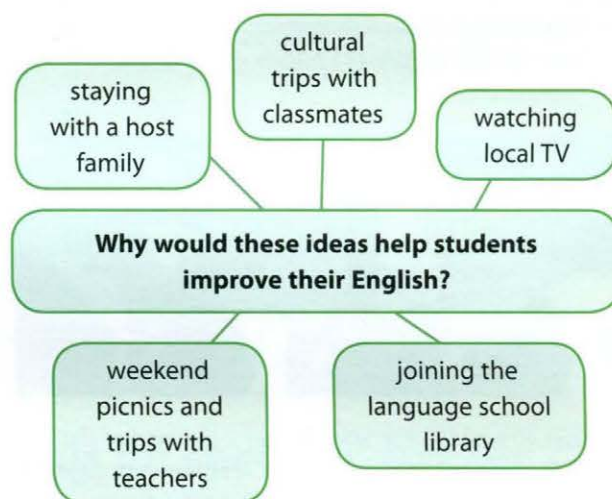 cultural
trips with
classmates
staying
with a host
family
watching
local TV
Why would these ideas help students
improve their English?
weekend
picnics and
trips with
teachers
joining the
language school
library